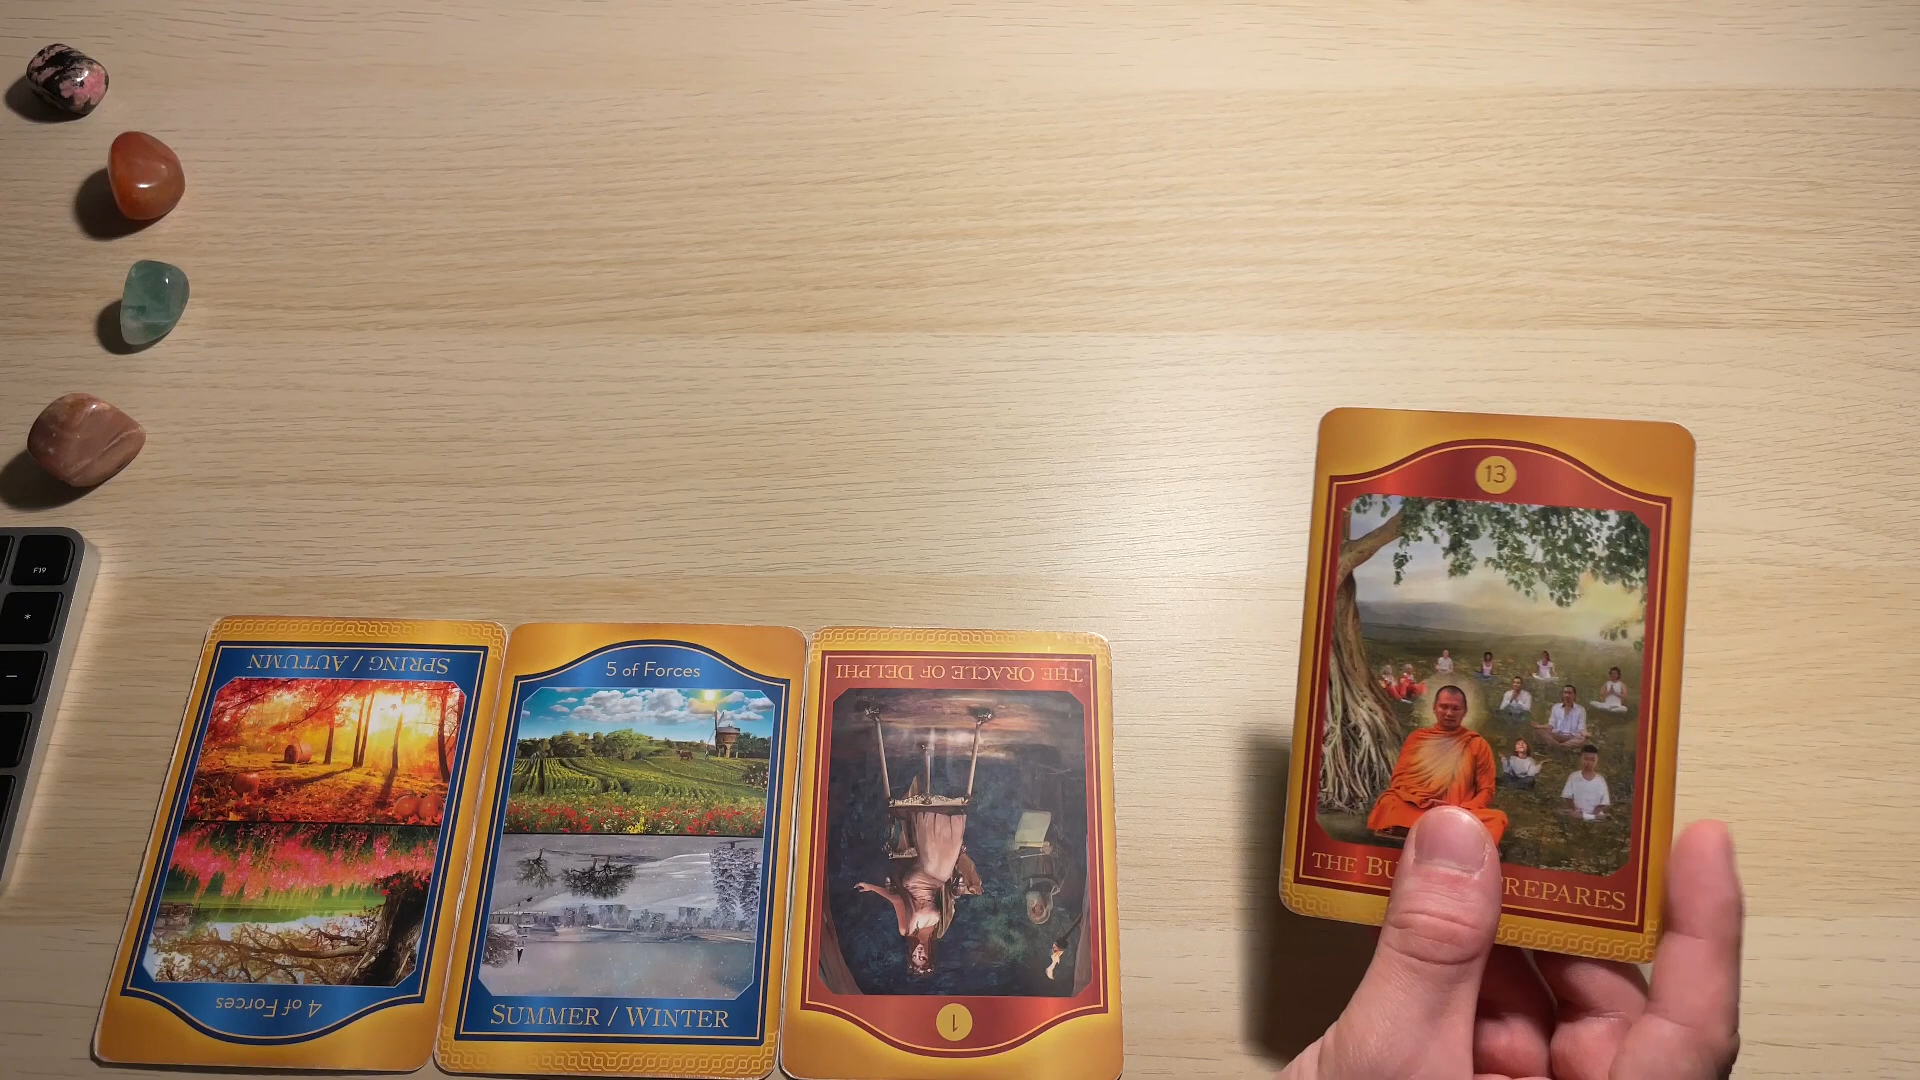 F19
*
−
SPRING / AUTUMN
4 of Forces
5 of Forces
SUMMER / WINTER
THE ORACLE OF DELPHI
1
13
THE REPARES